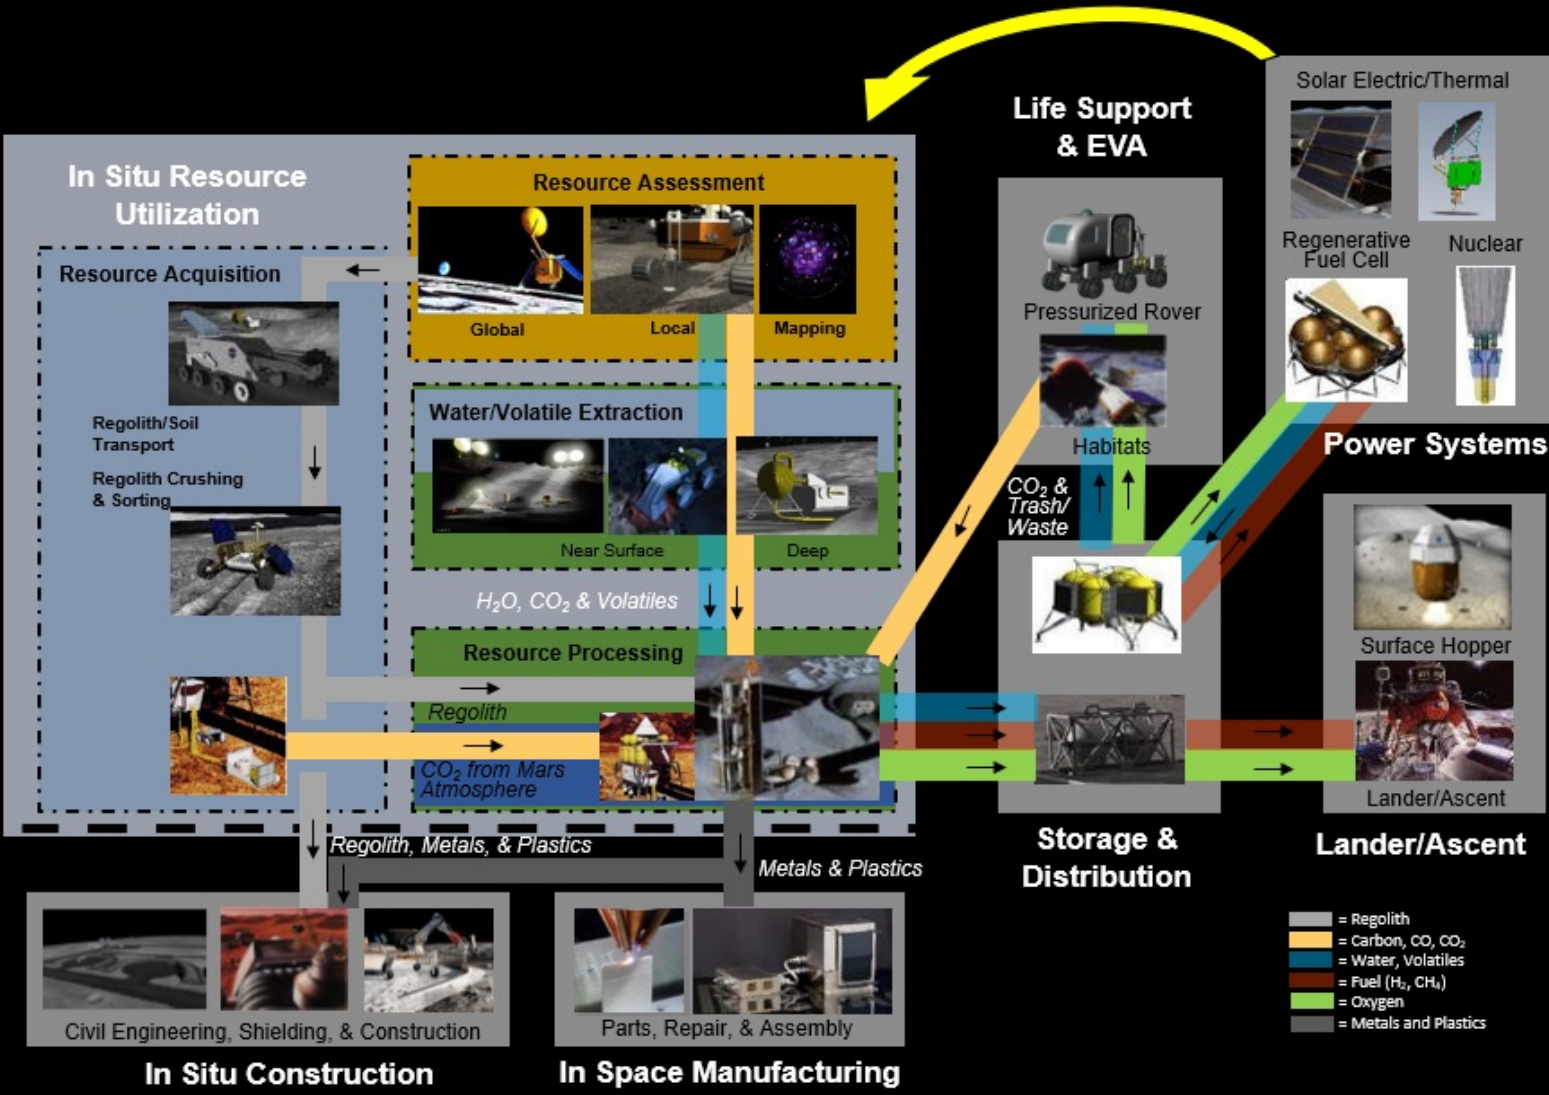 In Situ Resource
Utilization
Resource Acquisition
Regolith/Soil
Transport
Regolith Crushing
& Sorting
Resource Assessment
Global
Local
Mapping
Water/Volatile Extraction
Near Surface
Deep
H₂O, CO₂ & Volatiles
Resource Processing
Regolith
CO₂ from Mars
Atmosphere
Regolith, Metals, & Plastics
Metals & Plastics
Civil Engineering, Shielding, & Construction
In Situ Construction
Parts, Repair, & Assembly
In Space Manufacturing
Life Support
& EVA
Pressurized Rover
Habitats
CO₂ &
Trash/
Waste
Storage &
Distribution
Solar Electric/Thermal
Regenerative
Fuel Cell
Nuclear
Power Systems
Surface Hopper
Lander/Ascent
Lander/Ascent
= Regolith
= Carbon, CO, CO₂
= Water, Volatiles
= Fuel (H₂, CH₄)
= Oxygen
= Metals and Plastics